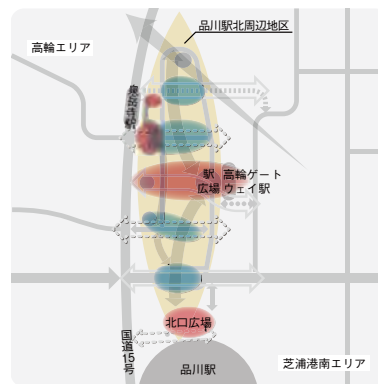 品川駅北周辺地区
高輪エリア
泉岳寺駅
駅
広場
高輪ゲート
ウェイ駅
北口広場
国道15号
品川駅
芝浦港南エリア